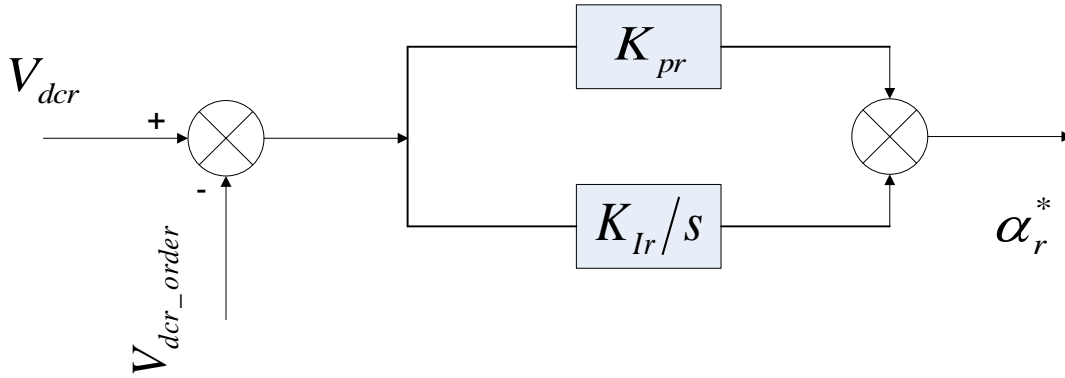 K_pr
V_dcr
+
-
K_Ir/s
α_r^*
V_dcr_order